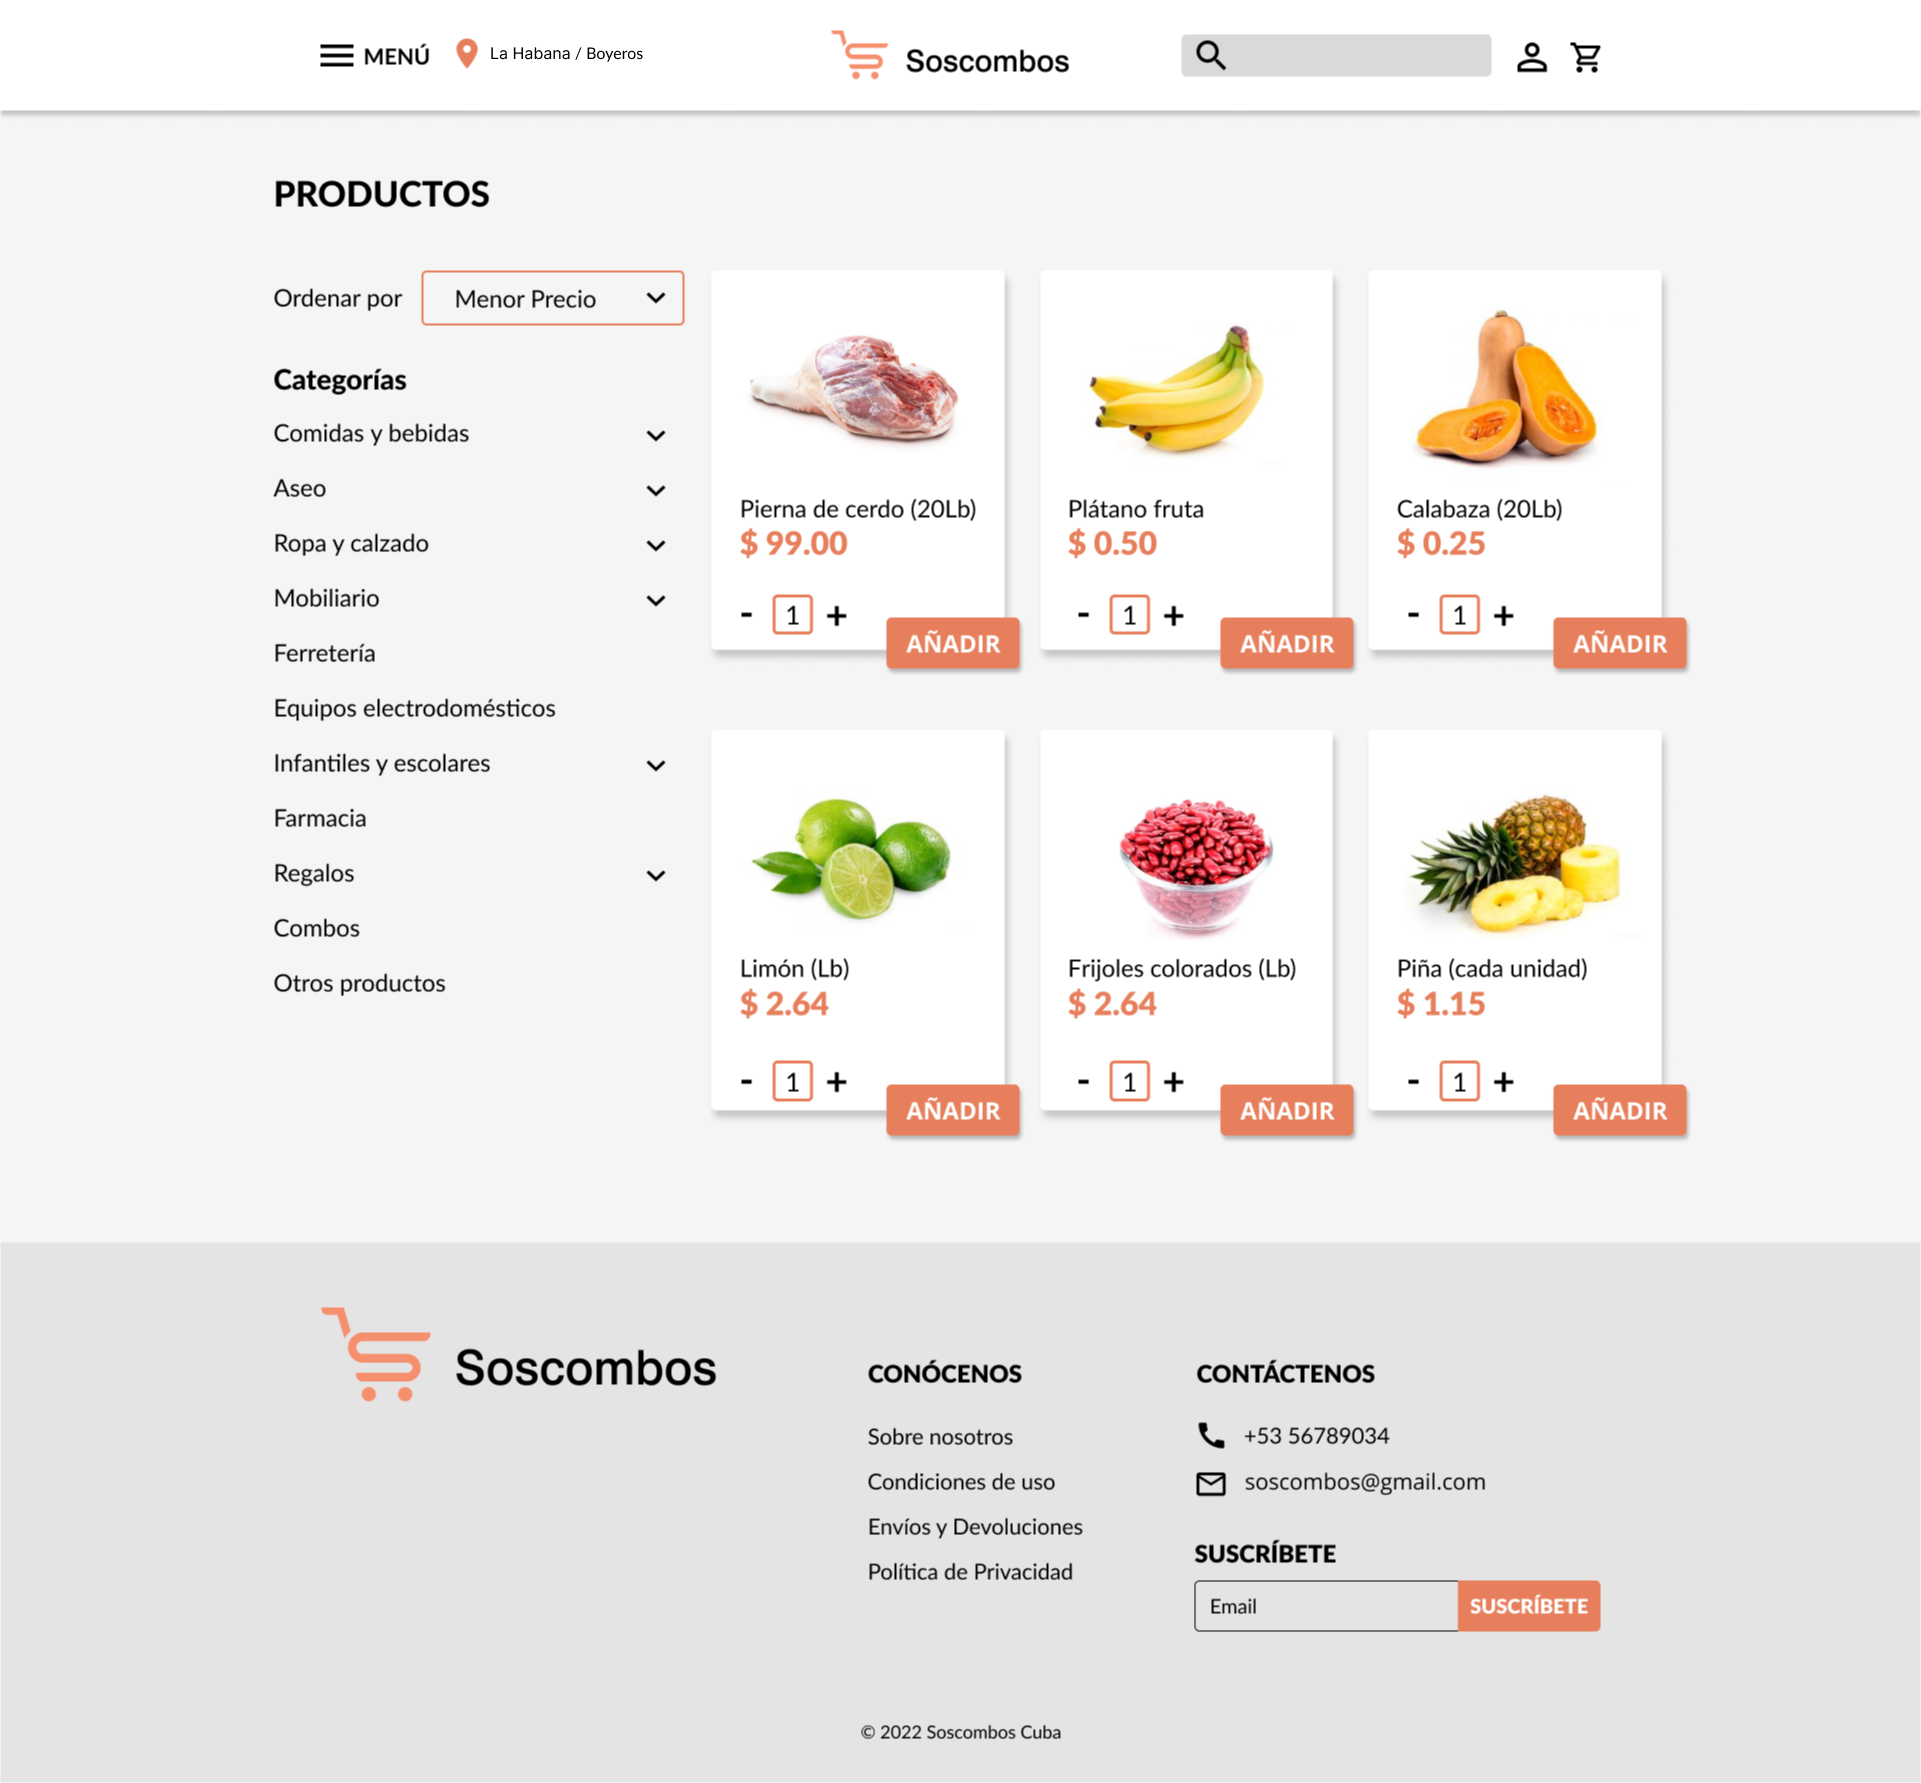 MENÚ
La Habana / Boyeros
Soscombos
PRODUCTOS
Ordenar por
Menor Precio
Categorías
Comidas y bebidas
Aseo
Ropa y calzado
Mobiliario
Ferretería
Equipos electrodomésticos
Infantiles y escolares
Farmacia
Regalos
Combos
Otros productos
Pierna de cerdo (20Lb)
$ 99.00
- 1 +
AÑADIR
Plátano fruta
$ 0.50
- 1 +
AÑADIR
Calabaza (20Lb)
$ 0.25
- 1 +
AÑADIR
Limón (Lb)
$ 2.64
- 1 +
AÑADIR
Frijoles colorados (Lb)
$ 2.64
- 1 +
AÑADIR
Piña (cada unidad)
$ 1.15
- 1 +
AÑADIR
Soscombos
CONÓCENOS
Sobre nosotros
Condiciones de uso
Envíos y Devoluciones
Política de Privacidad
CONTÁCTENOS
+53 56789034
soscombos@gmail.com
SUSCRÍBETE
Email
SUSCRÍBETE
© 2022 Soscombos Cuba